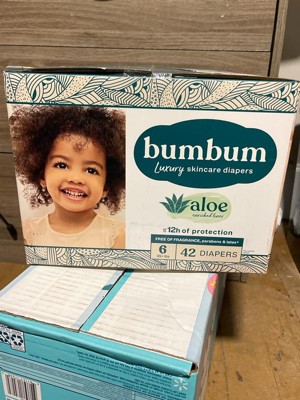 bumbum
Luxury skincare diapers
aloe
enriched liner
12h of protection
FREE OF FRAGRANCE, parabens & latex
6
42 DIAPERS